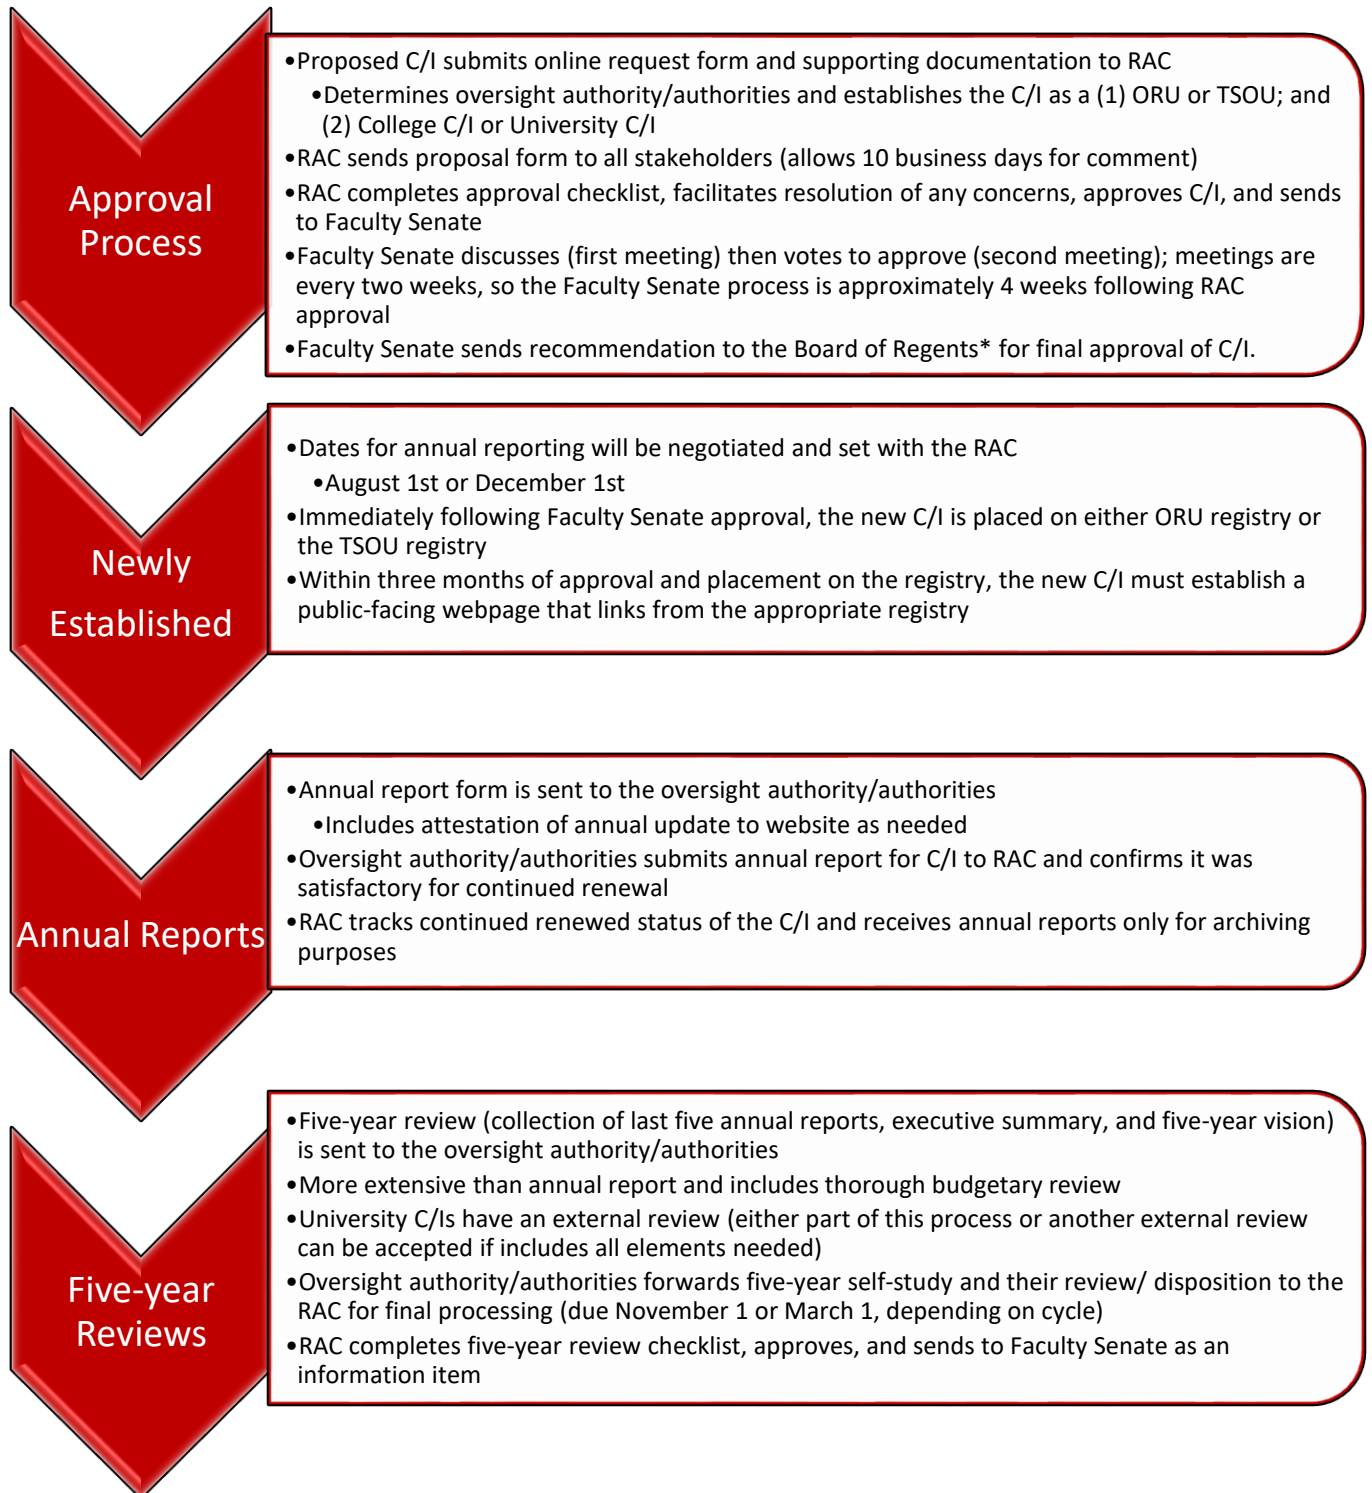 Approval
Process
•Proposed C/I submits online request form and supporting documentation to RAC
•Determines oversight authority/authorities and establishes the C/I as a (1) ORU or TSOU; and
(2) College C/I or University C/I
•RAC sends proposal form to all stakeholders (allows 10 business days for comment)
•RAC completes approval checklist, facilitates resolution of any concerns, approves C/I, and sends
to Faculty Senate
•Faculty Senate discusses (first meeting) then votes to approve (second meeting); meetings are
every two weeks, so the Faculty Senate process is approximately 4 weeks following RAC
approval
•Faculty Senate sends recommendation to the Board of Regents* for final approval of C/I.
Newly
Established
•Dates for annual reporting will be negotiated and set with the RAC
•August 1st or December 1st
•Immediately following Faculty Senate approval, the new C/I is placed on either ORU registry or
the TSOU registry
•Within three months of approval and placement on the registry, the new C/I must establish a
public-facing webpage that links from the appropriate registry
Annual Reports
•Annual report form is sent to the oversight authority/authorities
•Includes attestation of annual update to website as needed
•Oversight authority/authorities submits annual report for C/I to RAC and confirms it was
satisfactory for continued renewal
•RAC tracks continued renewed status of the C/I and receives annual reports only for archiving
purposes
Five-year
Reviews
•Five-year review (collection of last five annual reports, executive summary, and five-year vision)
is sent to the oversight authority/authorities
•More extensive than annual report and includes thorough budgetary review
•University C/Is have an external review (either part of this process or another external review
can be accepted if includes all elements needed)
•Oversight authority/authorities forwards five-year self-study and their review/ disposition to the
RAC for final processing (due November 1 or March 1, depending on cycle)
•RAC completes five-year review checklist, approves, and sends to Faculty Senate as an
information item